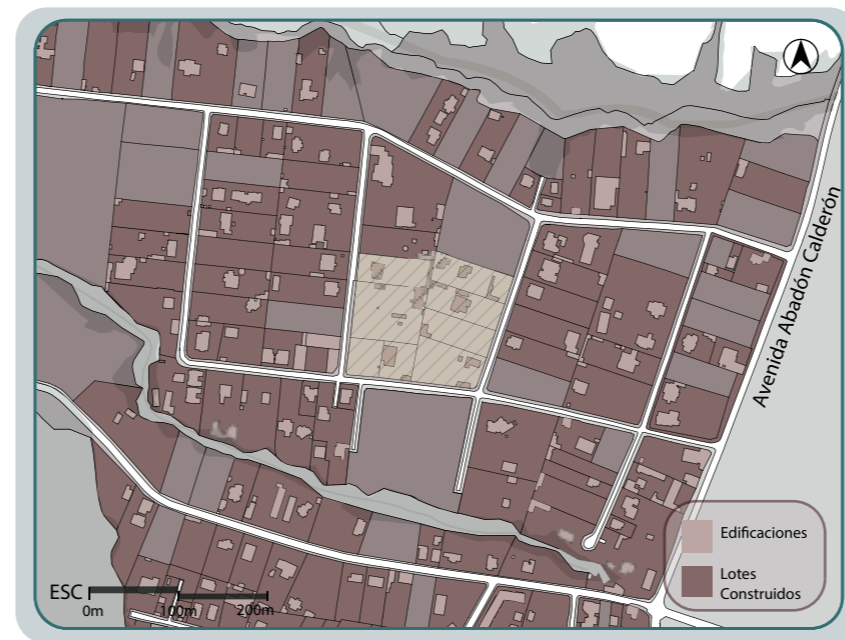 Avenida Abadón Calderón
Edificaciones
Lotes
Construidos
ESC
0m 100m 200m